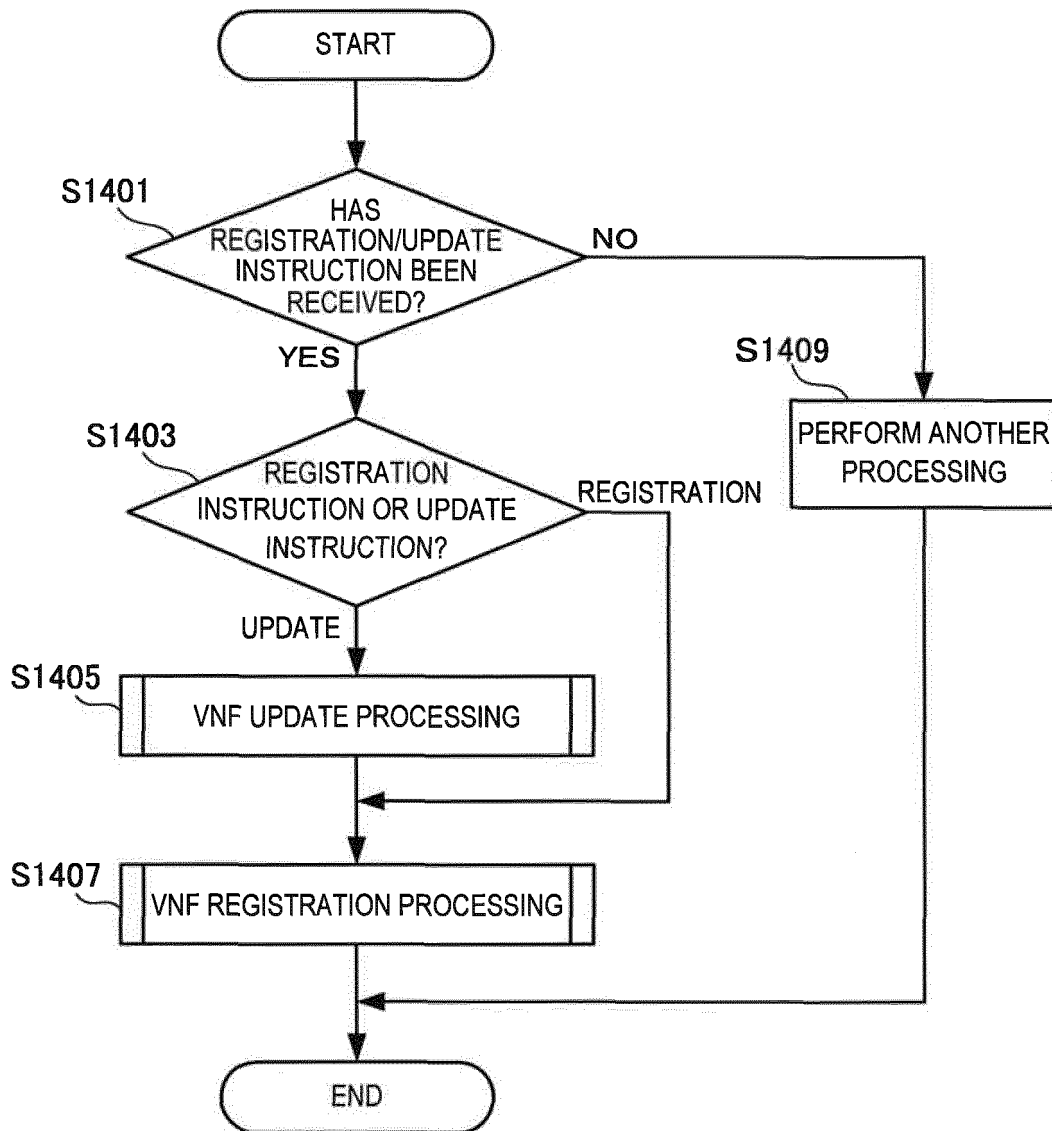 START
S1401
HAS
REGISTRATION/UPDATE
INSTRUCTION BEEN
RECEIVED?
NO
YES
S1409
PERFORM ANOTHER
PROCESSING
S1403
REGISTRATION
INSTRUCTION OR UPDATE
INSTRUCTION?
REGISTRATION
UPDATE
S1405
VNF UPDATE PROCESSING
S1407
VNF REGISTRATION PROCESSING
END